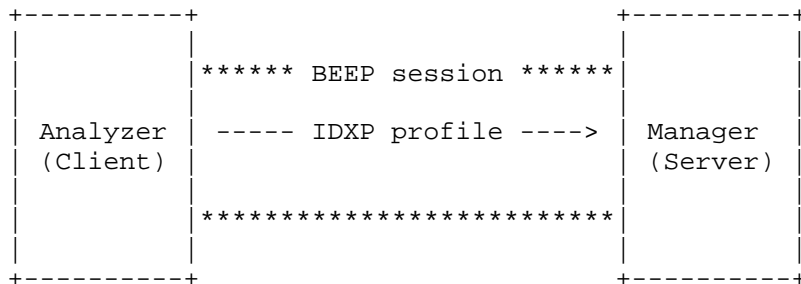 ****** BEEP session ******
Analyzer ----- IDXP profile ----> Manager
(Client) (Server)